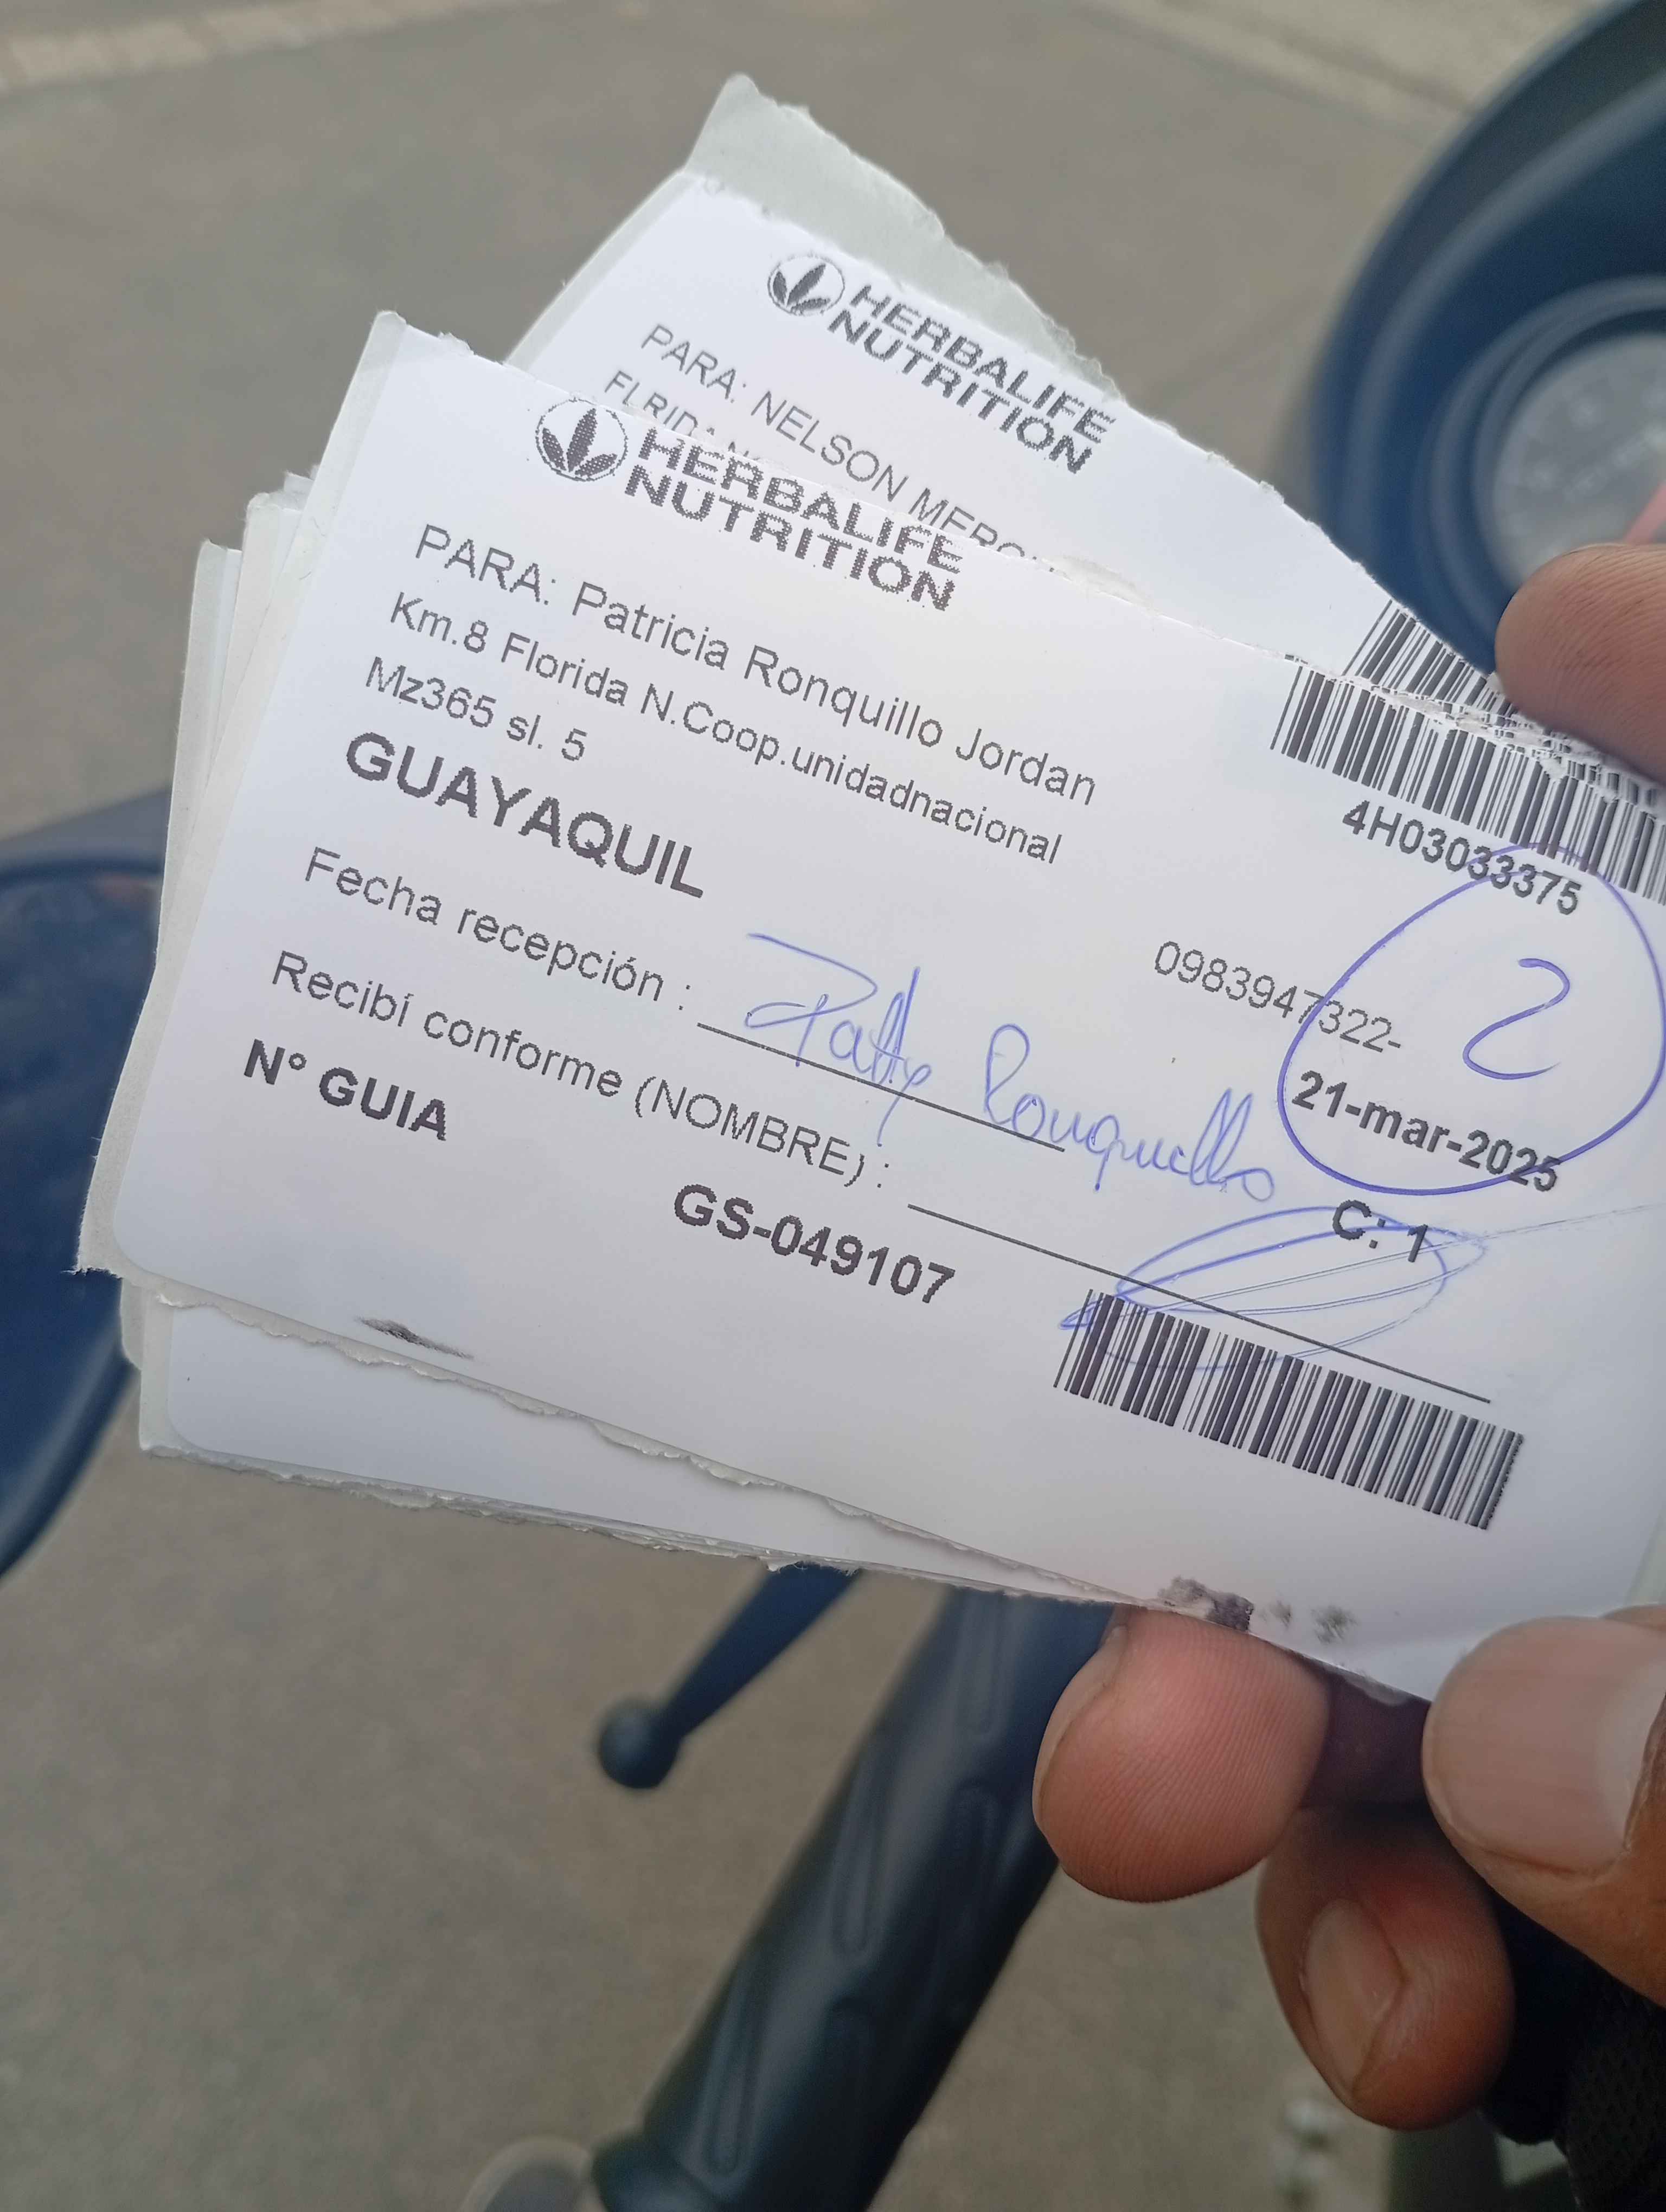 HERBALIFE
NUTRITION
PARA: NELSON
HERBALIFE
NUTRITION
PARA: Patricia Ronquillo Jordan
Km.8 Florida N.Coop.unidadnacional
Mz365 sl. 5
GUAYAQUIL
4H03033375
0983947322-
2
21-mar-2025
C: 1
Fecha recepción :
Patty Ronquillo
Recibí conforme (NOMBRE) :
N° GUIA
GS-049107